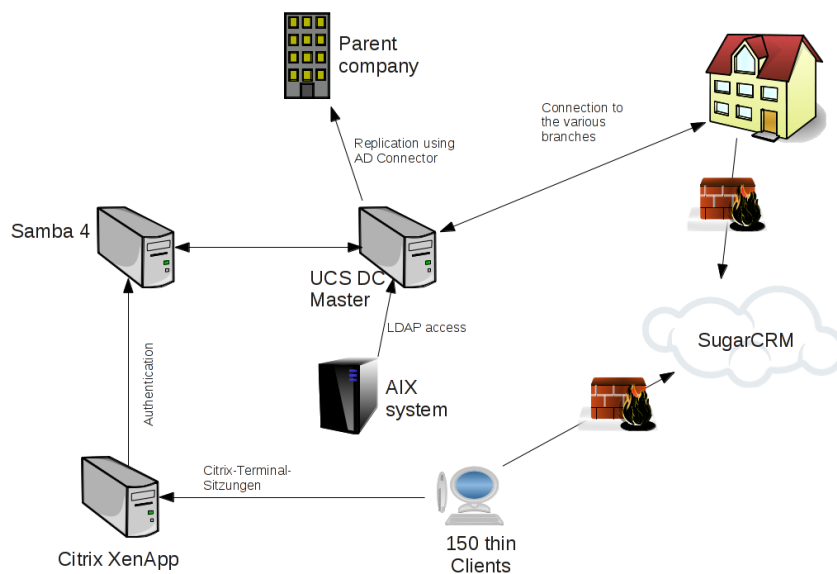 Parent
company
Connection to
the various
branches
Replication using
AD Connector
Samba 4
UCS DC
Master
LDAP access
SugarCRM
AIX
system
Authentication
Citrix-Terminal-
Sitzungen
150 thin
Clients
Citrix XenApp